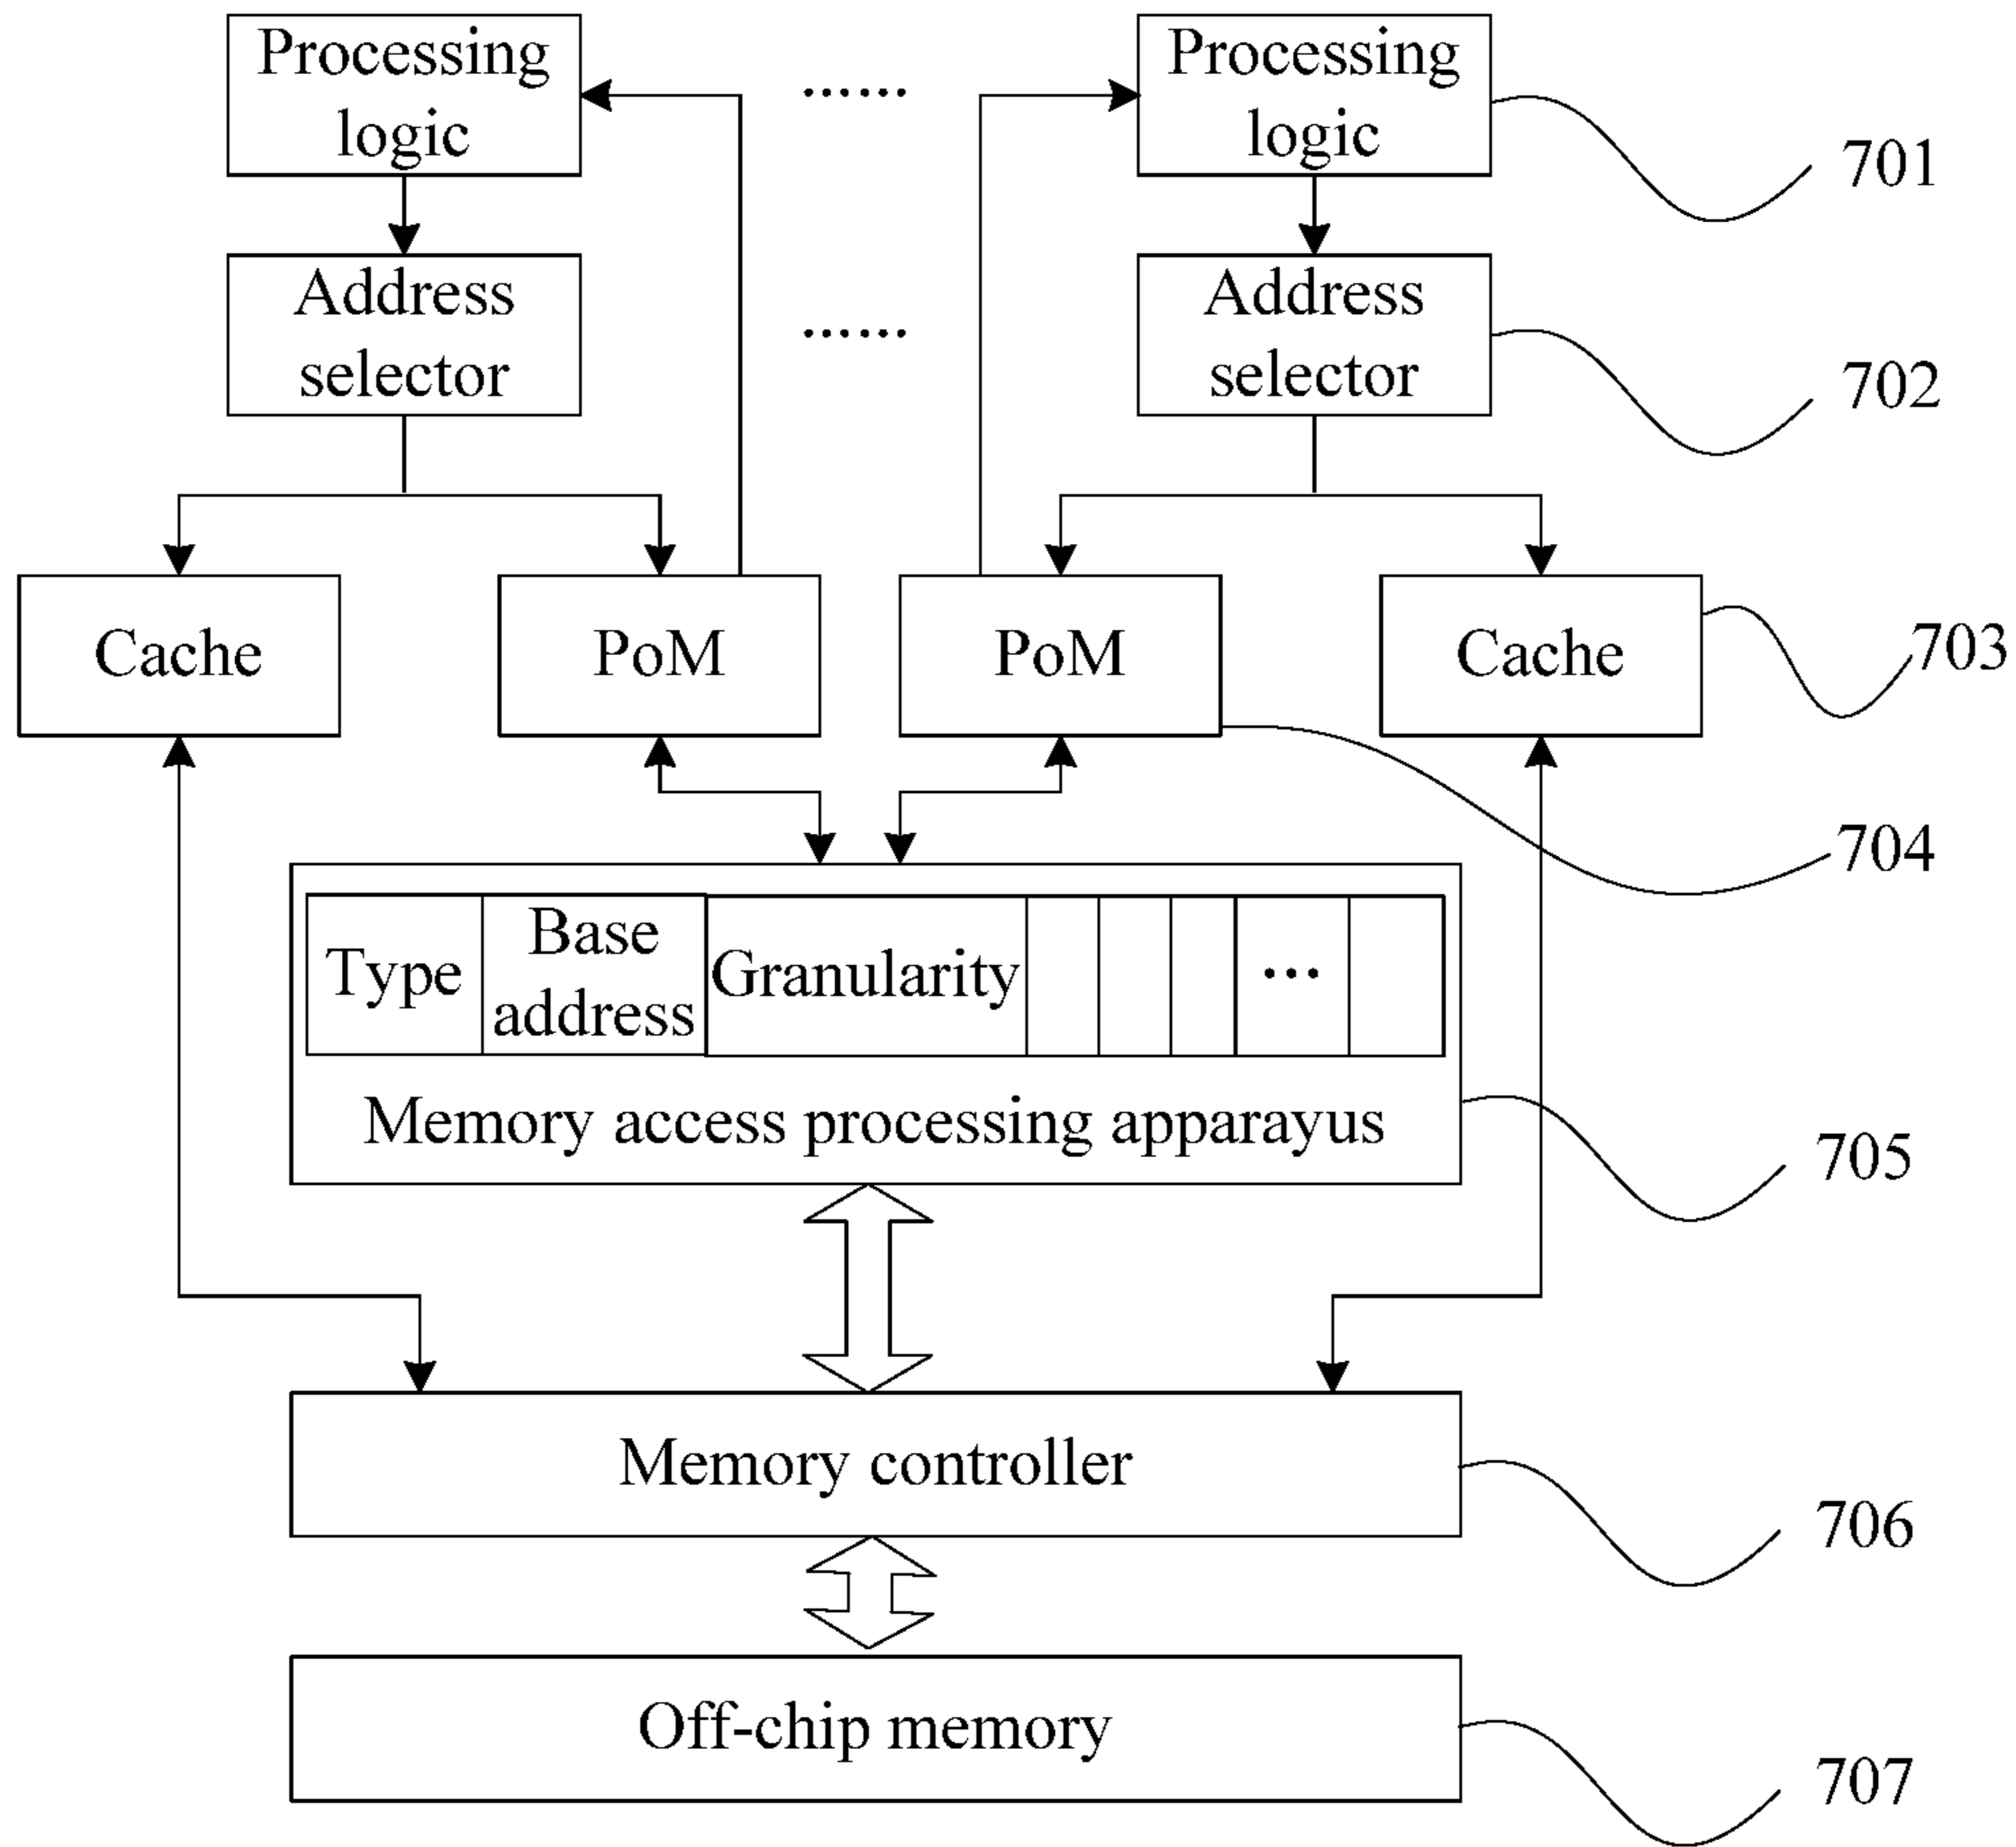 Processing
logic
......
Processing
logic
701
Address
selector
......
Address
selector
702
Cache
PoM
PoM
Cache
703
704
Type
Base
address
Granularity
...
Memory access processing apparayus
705
Memory controller
706
Off-chip memory
707